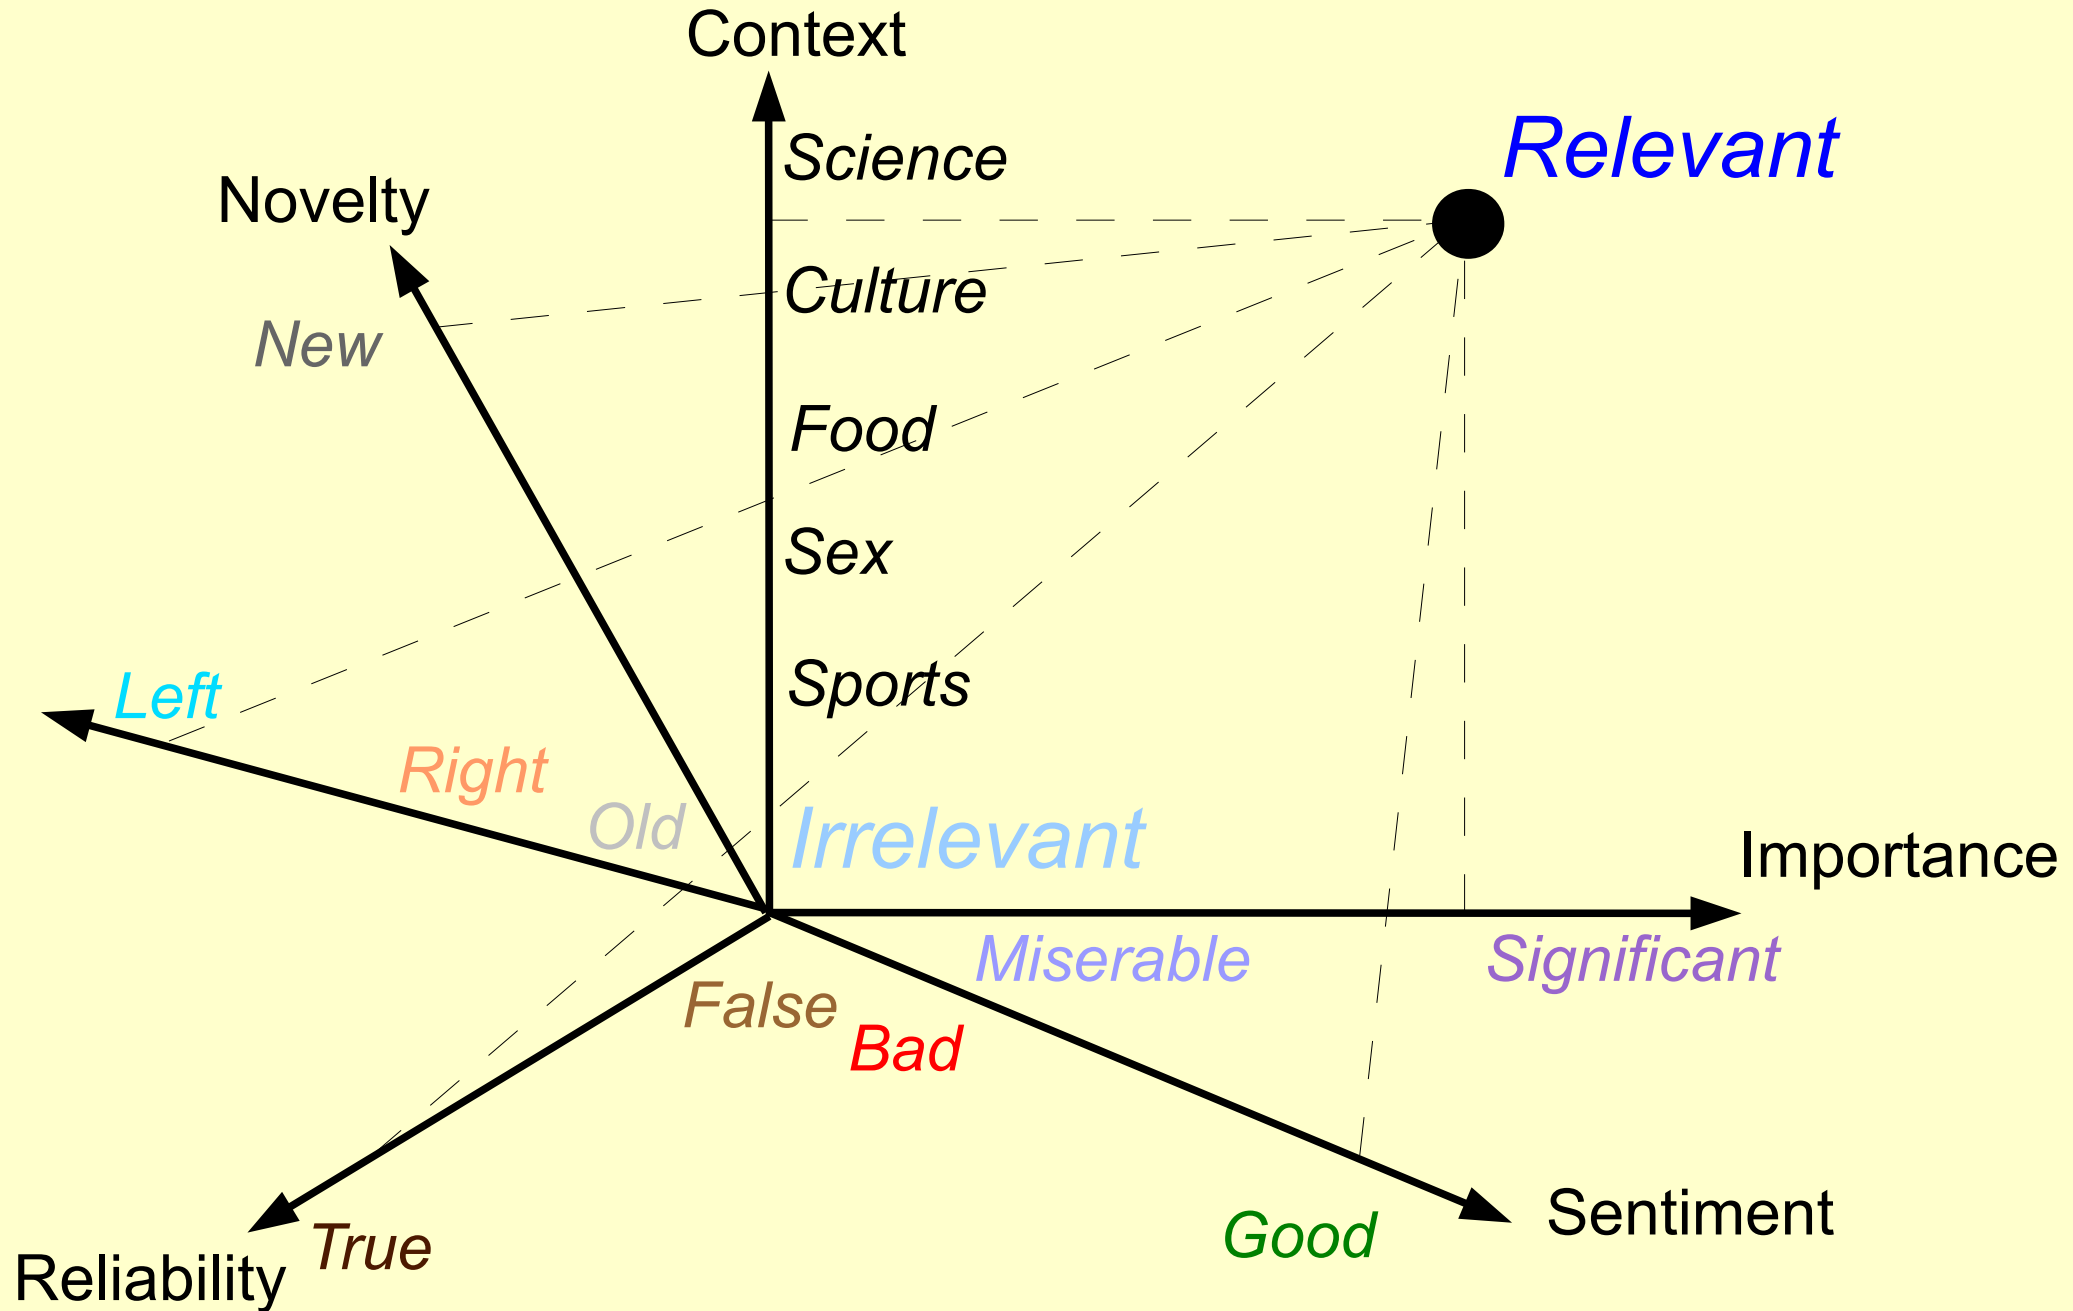 Context
Science
Relevant
Novelty
Culture
New
Food
Sex
Left
Sports
Right
Old
Irrelevant
Importance
Miserable
Significant
False
Bad
Good
Sentiment
True
Reliability